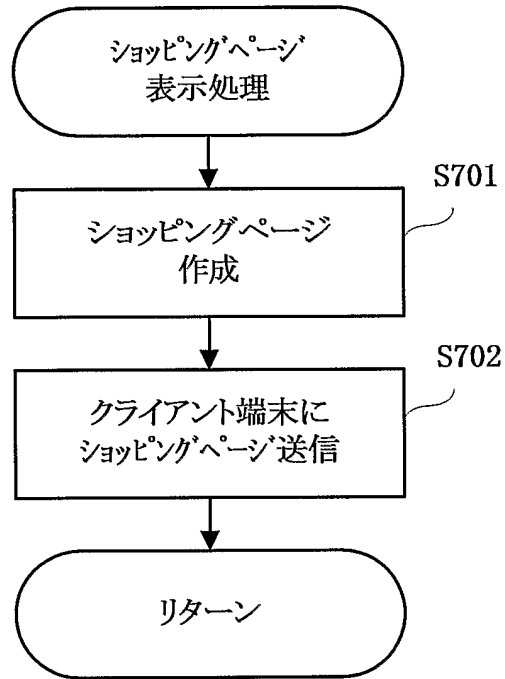 ショッピングページ
表示処理
S701
ショッピングページ
作成
S702
クライアント端末に
ショッピングページ送信
リターン